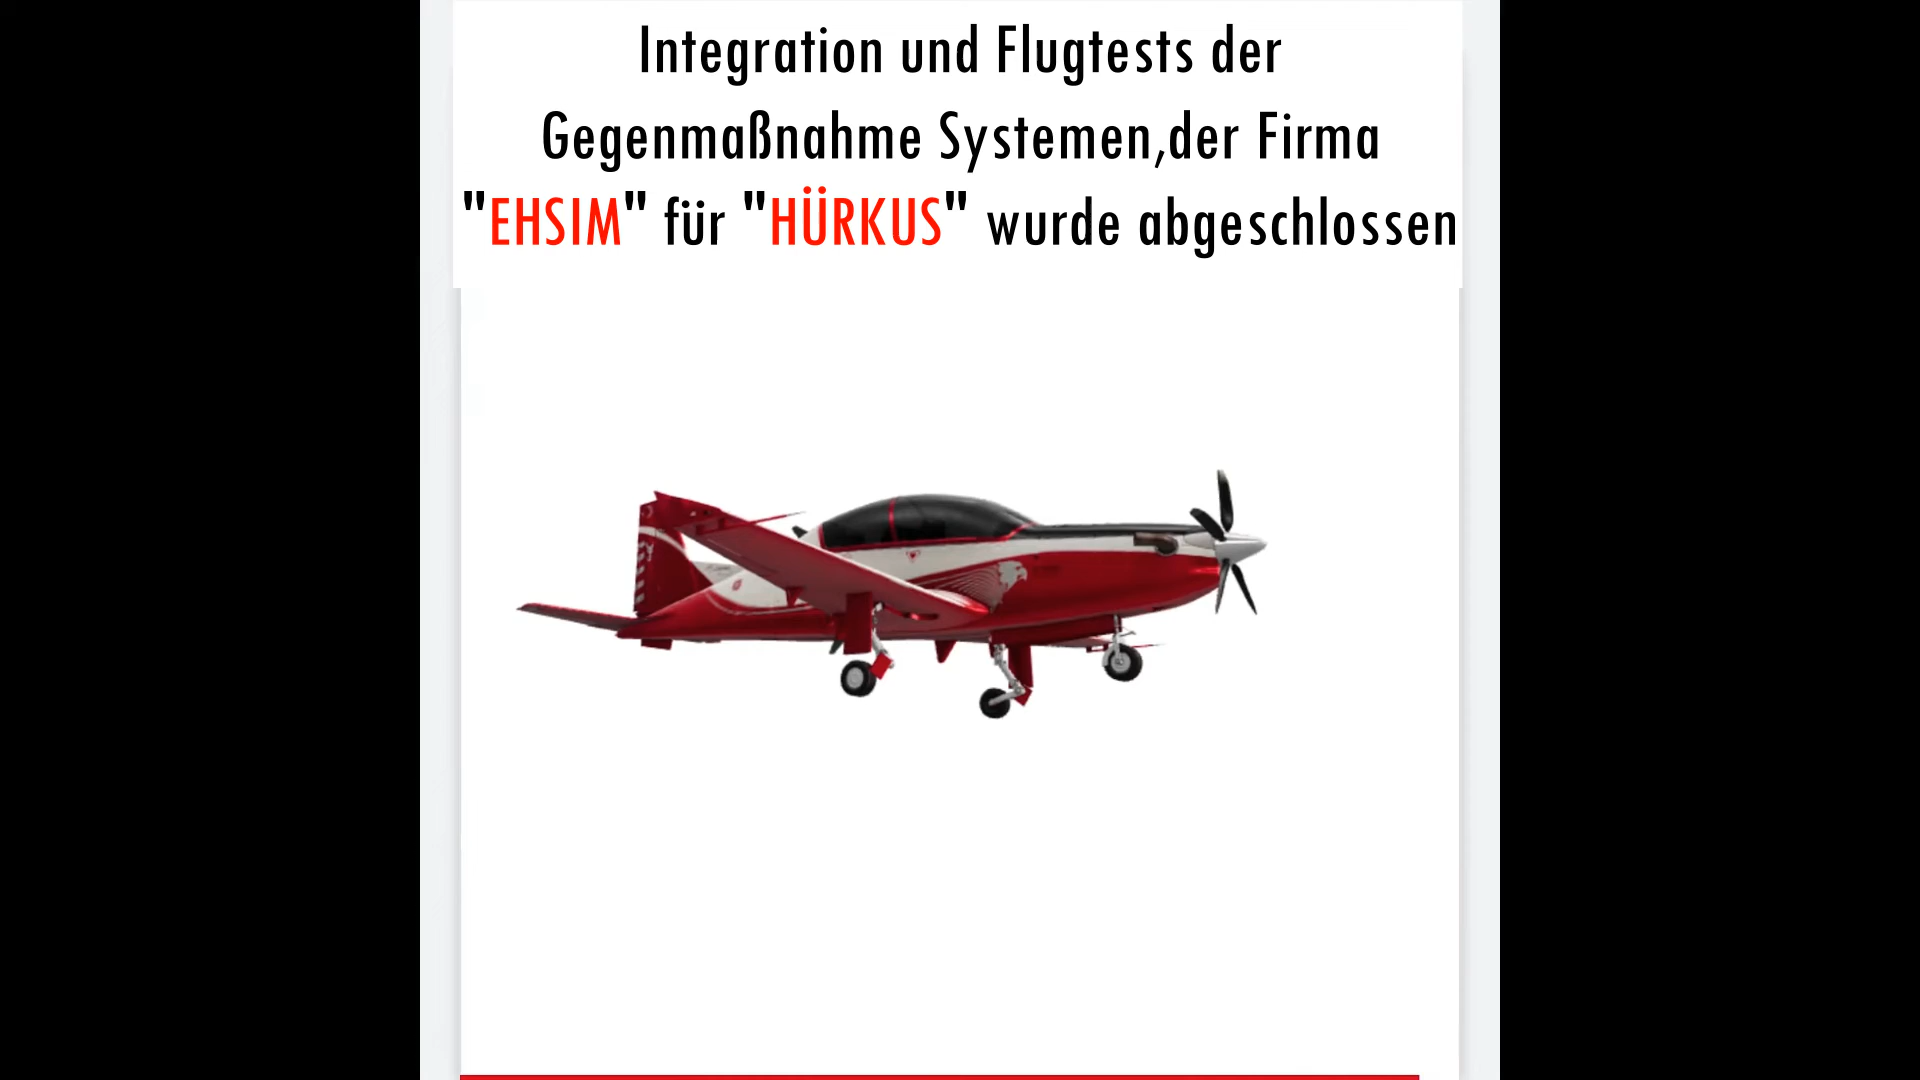 Integration und Flugtests der
Gegenmaßnahme Systemen,der Firma
"EHSIM" für "HÜRKUS" wurde abgeschlossen